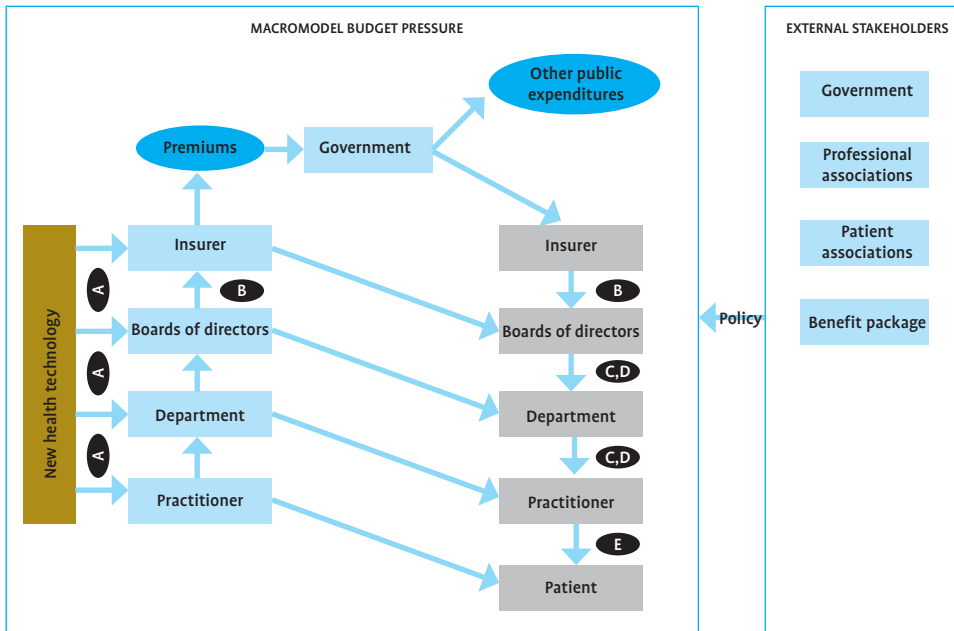 MACROMODEL BUDGET PRESSURE
EXTERNAL STAKEHOLDERS
Other public
expenditures
Government
Premiums
Government
Professional
associations
Patient
associations
Benefit package
Policy
New health technology
A
A
A
Insurer
B
Boards of directors
Department
Practitioner
Insurer
B
Boards of directors
C,D
Department
C,D
Practitioner
E
Patient